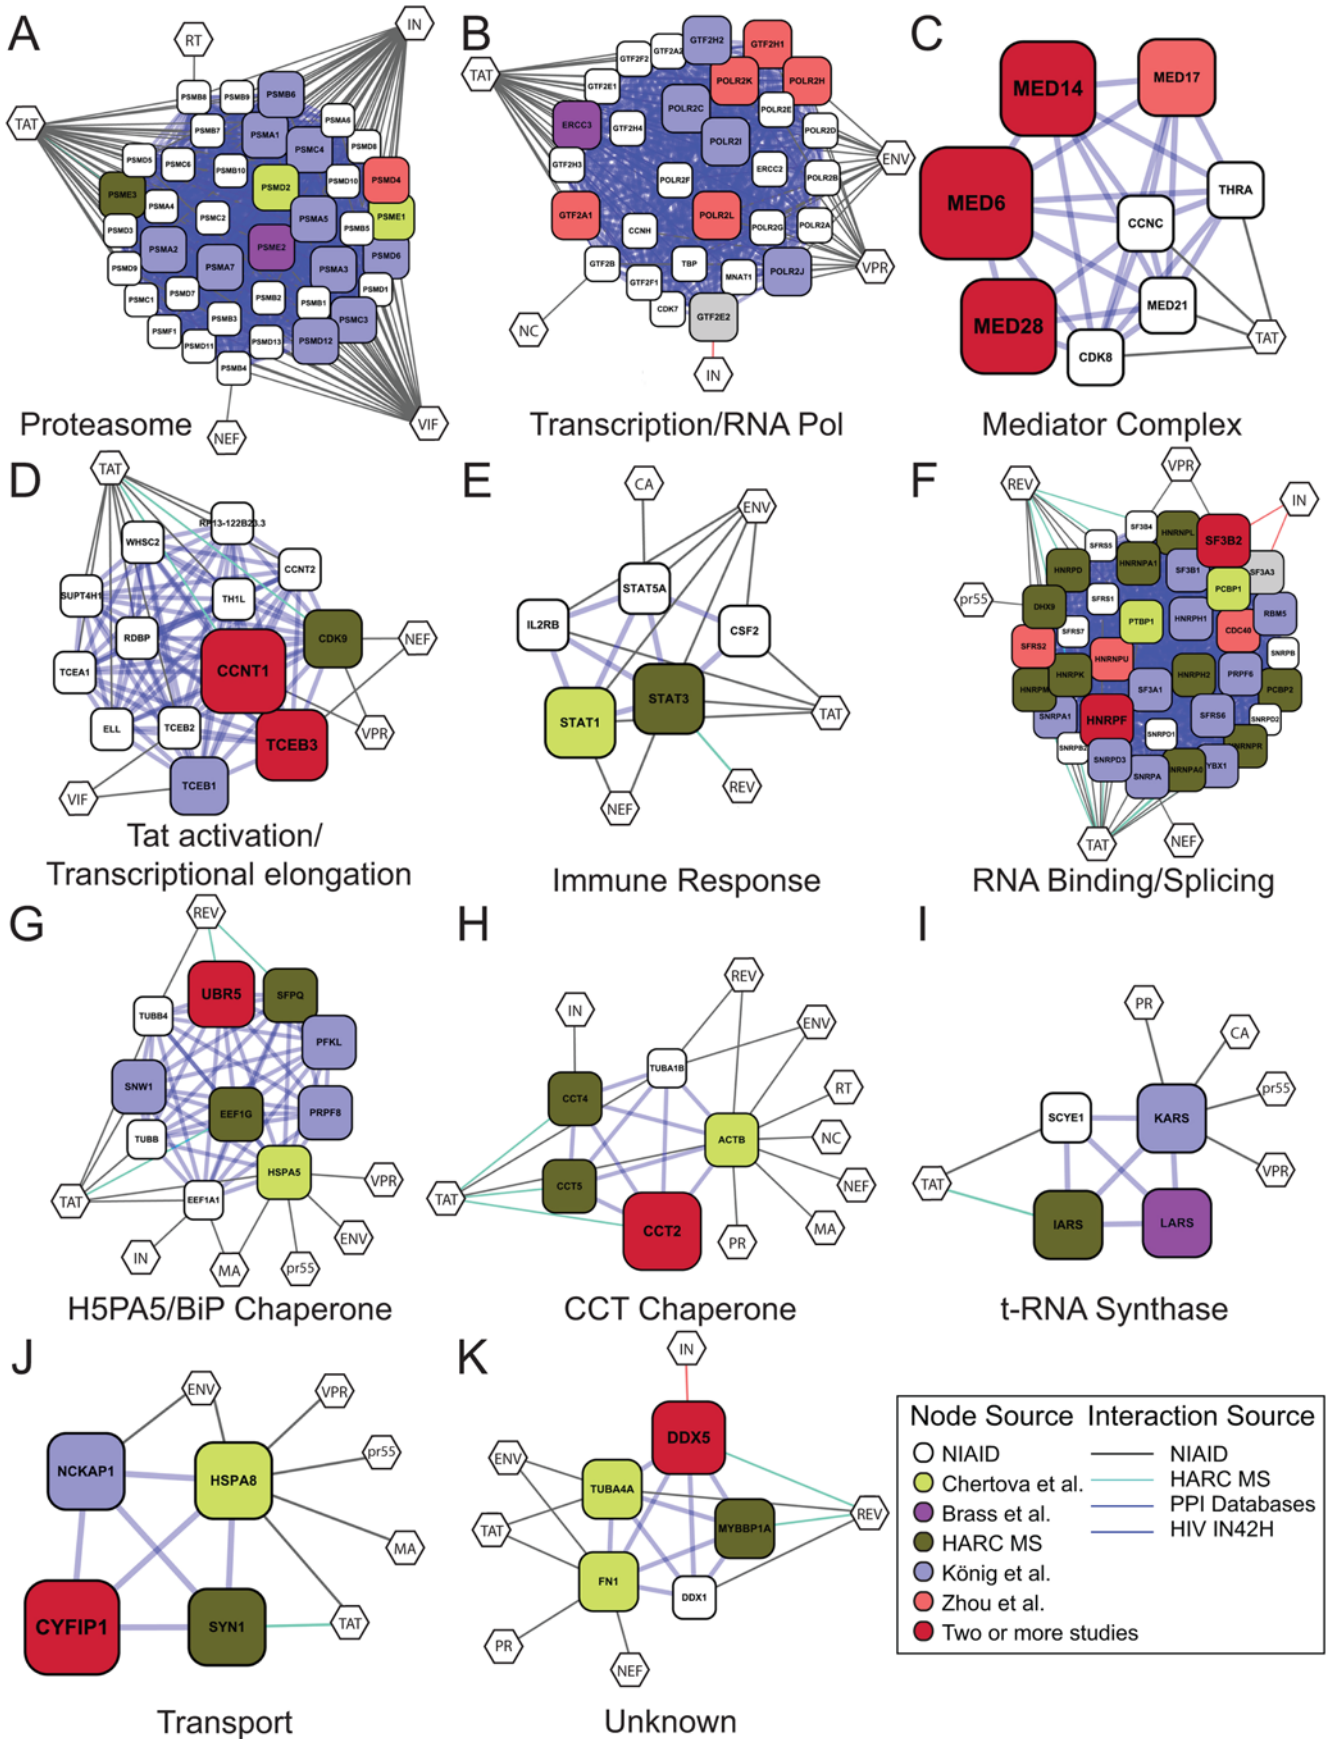 A
RT
IN
TAT
PSMB8
PSMB9
PSMB6
PSMB7
PSMA1
PSMA6
PSMC4
PSMD8
PSMD5
PSMC6
PSMB10
PSMD2
PSMD10
PSMD4
PSME3
PSMA4
PSMC2
PSMA5
PSMB5
PSME1
PSMD3
PSMA2
PSME2
PSMD6
PSMD9
PSMA7
PSMA3
PSMC1
PSMD7
PSMB2
PSMB1
PSMD1
PSMF1
PSMB3
PSMC3
PSMD11
PSMD13
PSMD12
PSMB4
NEF
VIF
Proteasome
B
TAT
GTF2F2
GTF2A2
GTF2H2
GTF2H1
GTF2E1
POLR2K
POLR2H
ERCC3
GTF2H4
POLR2C
POLR2E
POLR2D
POLR2I
ENV
GTF2H3
POLR2F
ERCC2
POLR2B
GTF2A1
CCNH
POLR2L
POLR2G
POLR2A
GTF2B
TBP
MNAT1
POLR2J
VPR
GTF2F1
CDK7
GTF2E2
NC
IN
Transcription/RNA Pol
C
MED14
MED17
MED6
THRA
CCNC
MED28
MED21
CDK8
TAT
Mediator Complex
D
TAT
RP13-122B23.3
WHSC2
CCNT2
SUPT4H1
TH1L
RDBP
CDK9
NEF
TCEA1
CCNT1
ELL
TCEB2
TCEB3
VPR
VIF
TCEB1
Tat activation/
Transcriptional elongation
E
CA
ENV
STAT5A
IL2RB
CSF2
STAT1
STAT3
TAT
NEF
REV
Immune Response
F
REV
VPR
IN
SF3B4
HNRPL
SF3B2
SFRS5
HNRPD
HNRNPA1
SF3B1
SF3A3
PCBP1
pr55
DHX9
SFRS1
PTBP1
HNRPH1
RBM5
SFRS2
SFRS7
HNRNPU
CDC40
SNRPB
HNRPM
HNRPK
SF3A1
HNRPH2
PRPF6
PCBP2
SNRPA1
HNRPF
SFRS6
SNRPD2
SNRPB2
SNRPD1
HNRNPR
SNRPD3
SNRPA
HNRNPA0
YBX1
TAT
NEF
RNA Binding/Splicing
G
REV
UBR5
SFPQ
TUBB4
PFKL
SNW1
EEF1G
PRPF8
TUBB
HSPA5
VPR
TAT
EEF1A1
ENV
IN
MA
pr55
H5PA5/BiP Chaperone
H
REV
IN
ENV
TUBA1B
CCT4
RT
ACTB
NC
CCT5
NEF
TAT
CCT2
PR
MA
CCT Chaperone
I
PR
CA
SCYE1
KARS
pr55
VPR
TAT
IARS
LARS
t-RNA Synthase
J
ENV
VPR
NCKAP1
HSPA8
pr55
MA
CYFIP1
SYN1
TAT
Transport
K
IN
DDX5
ENV
TUBA4A
TAT
MYBBP1A
REV
FN1
DDX1
PR
NEF
Unknown
Node Source
NIAID
Chertova et al.
Brass et al.
HARC MS
König et al.
Zhou et al.
Two or more studies
Interaction Source
NIAID
HARC MS
PPI Databases
HIV IN42H